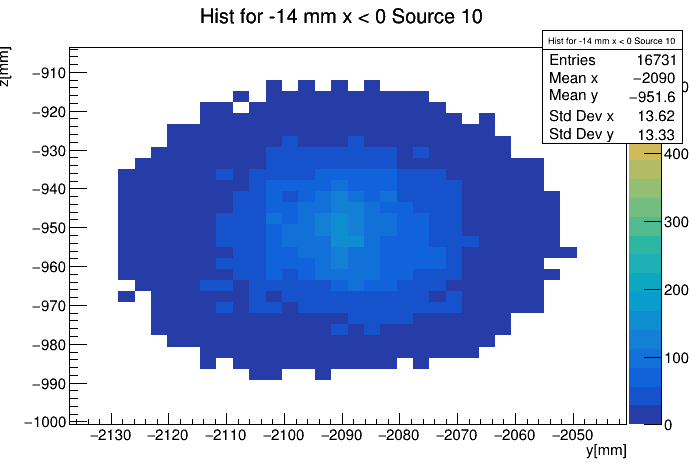 Hist for -14 mm x < 0 Source 10
z[mm]
Hist for -14 mm x < 0 Source 10
Entries 16731
Mean x −2090
Mean y −951.6
Std Dev x 13.62
Std Dev y 13.33
−910
−920
−930
−940
−950
−960
−970
−980
−990
−1000
−2130 −2120 −2110 −2100 −2090 −2080 −2070 −2060 −2050
y[mm]
0
400
300
200
100
0